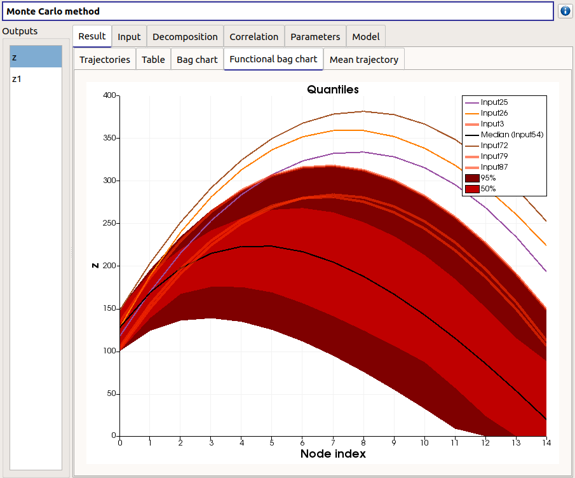 Monte Carlo method
Outputs
z
z1
Result Input Decomposition Correlation Parameters Model
Trajectories Table Bag chart Functional bag chart Mean trajectory
Quantiles
Input25
Input26
Input3
Median (Input54)
Input72
Input79
Input87
95%
50%
400
350
300
250
200
150
100
50
0
z
0 1 2 3 4 5 6 7 8 9 10 11 12 13 14
Node index